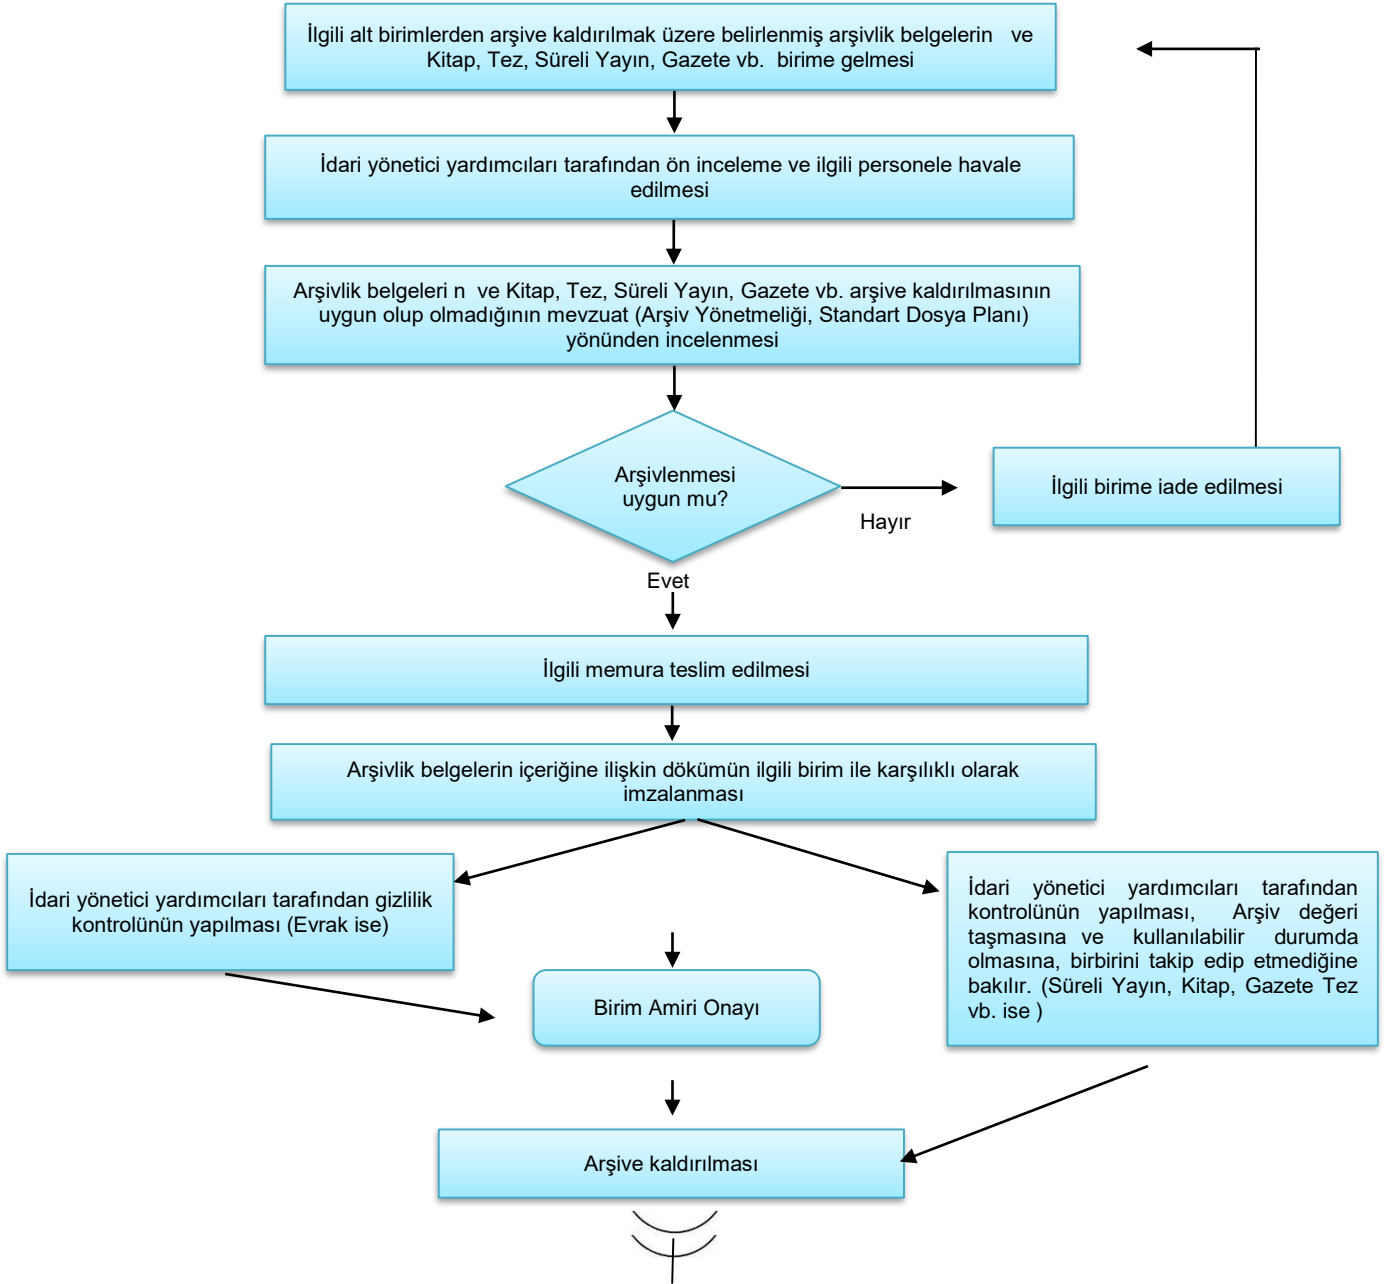 İlgili alt birimlerden arşive kaldırılmak üzere belirlenmiş arşivlik belgelerin ve
Kitap, Tez, Süreli Yayın, Gazete vb. birime gelmesi
İdari yönetici yardımcıları tarafından ön inceleme ve ilgili personele havale
edilmesi
Arşivlik belgeleri n ve Kitap, Tez, Süreli Yayın, Gazete vb. arşive kaldırılmasının
uygun olup olmadığının mevzuat (Arşiv Yönetmeliği, Standart Dosya Planı)
yönünden incelenmesi
Arşivlenmesi
uygun mu?
Hayır
İlgili birime iade edilmesi
Evet
İlgili memura teslim edilmesi
Arşivlik belgelerin içeriğine ilişkin dökümün ilgili birim ile karşılıklı olarak
imzalanması
İdari yönetici yardımcıları tarafından gizlilik
kontrolünün yapılması (Evrak ise)
İdari yönetici yardımcıları tarafından
kontrolünün yapılması, Arşiv değeri
taşmasına ve kullanılabilir durumda
olmasına, birbirini takip edip etmediğine
bakılır. (Süreli Yayın, Kitap, Gazete Tez
vb. ise )
Birim Amiri Onayı
Arşive kaldırılması